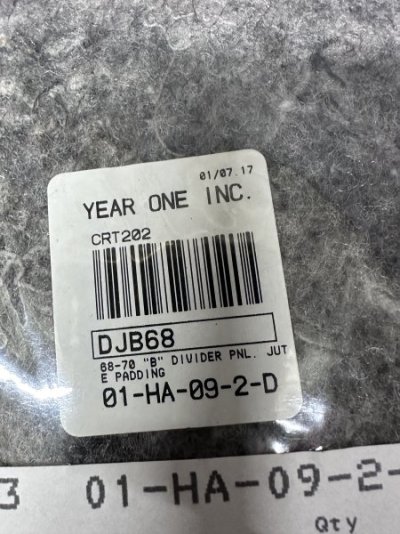 01/07.17
YEAR ONE INC.
CRT202
DJB68
68-70 "B" DIVIDER PNL. JUT
E PADDING
01-HA-09-2-D
3 01-HA-09-2-
Qty